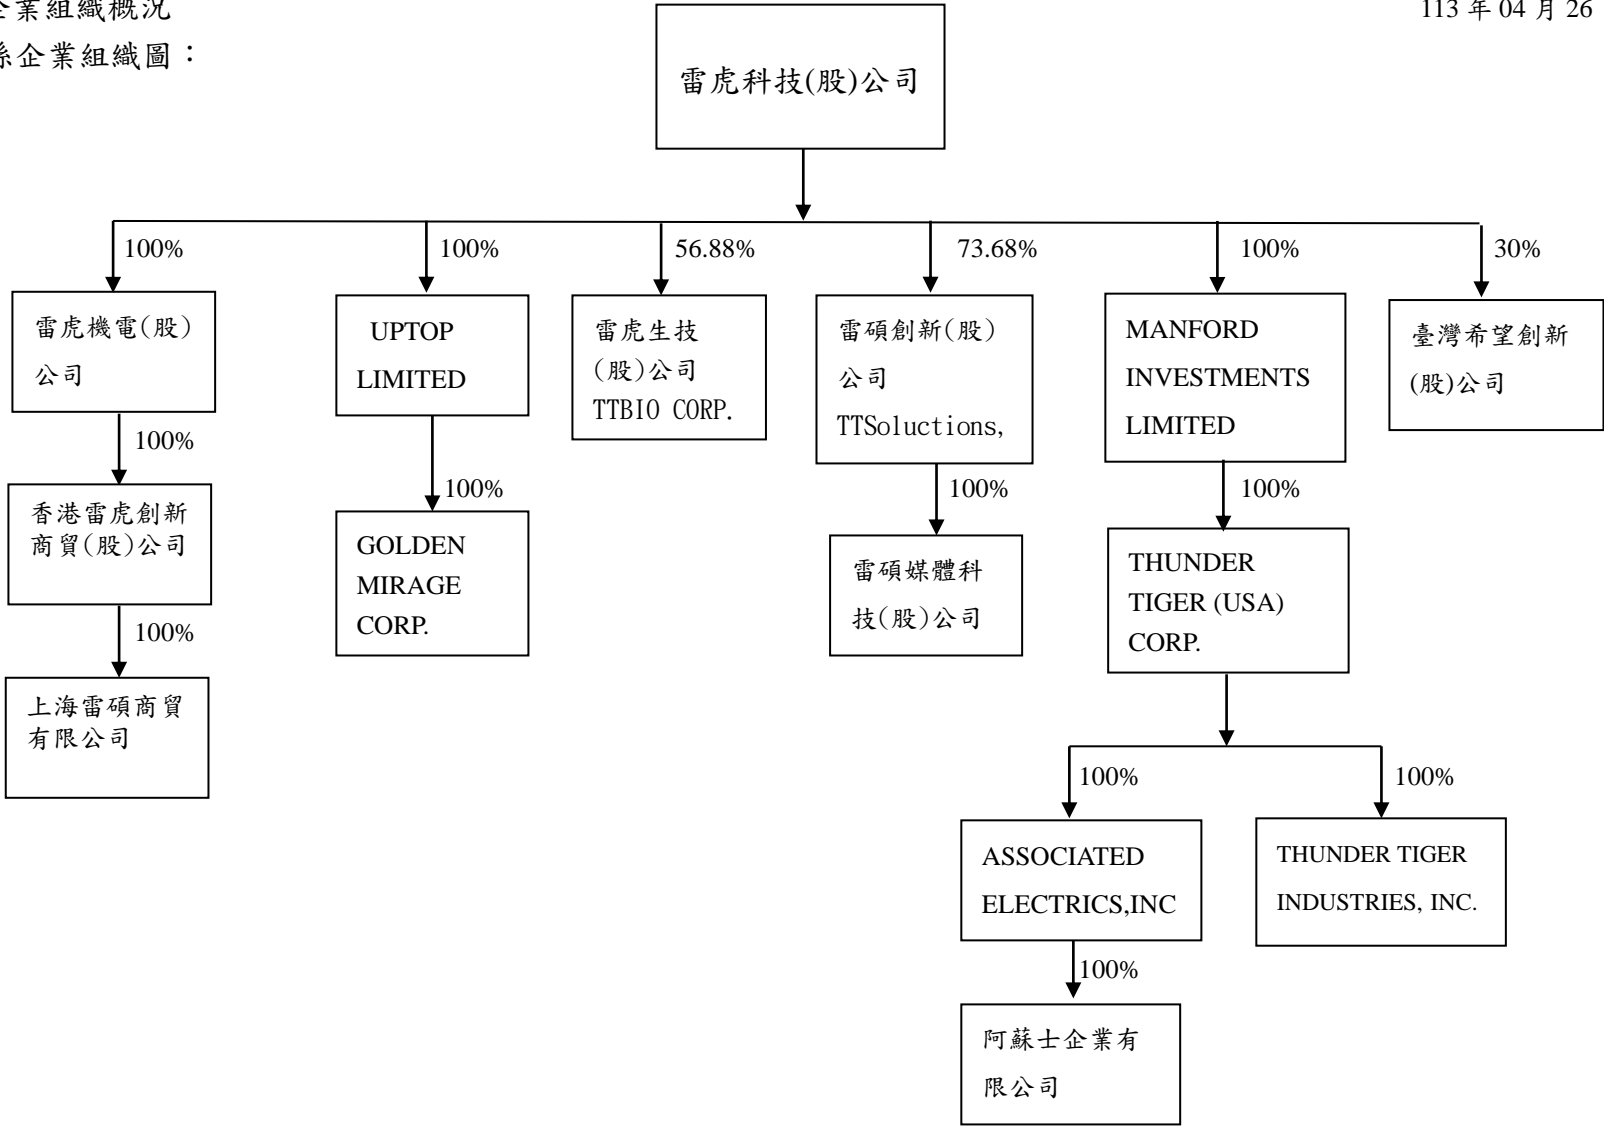 企業組織概況
113 年 04 月 26
係企業組織圖：
雷虎科技(股)公司
100%
100%
56.88%
73.68%
100%
30%
雷虎機電(股)
公司
UPTOP
LIMITED
雷虎生技
(股)公司
TTBIO CORP.
雷碩創新(股)
公司
TTSoluctions,
MANFORD
INVESTMENTS
LIMITED
臺灣希望創新
(股)公司
100%
100%
100%
100%
香港雷虎創新
商貿(股)公司
GOLDEN
MIRAGE
CORP.
雷碩媒體科
技(股)公司
THUNDER
TIGER (USA)
CORP.
100%
上海雷碩商貿
有限公司
100%
100%
ASSOCIATED
ELECTRICS,INC
THUNDER TIGER
INDUSTRIES, INC.
100%
阿蘇士企業有
限公司